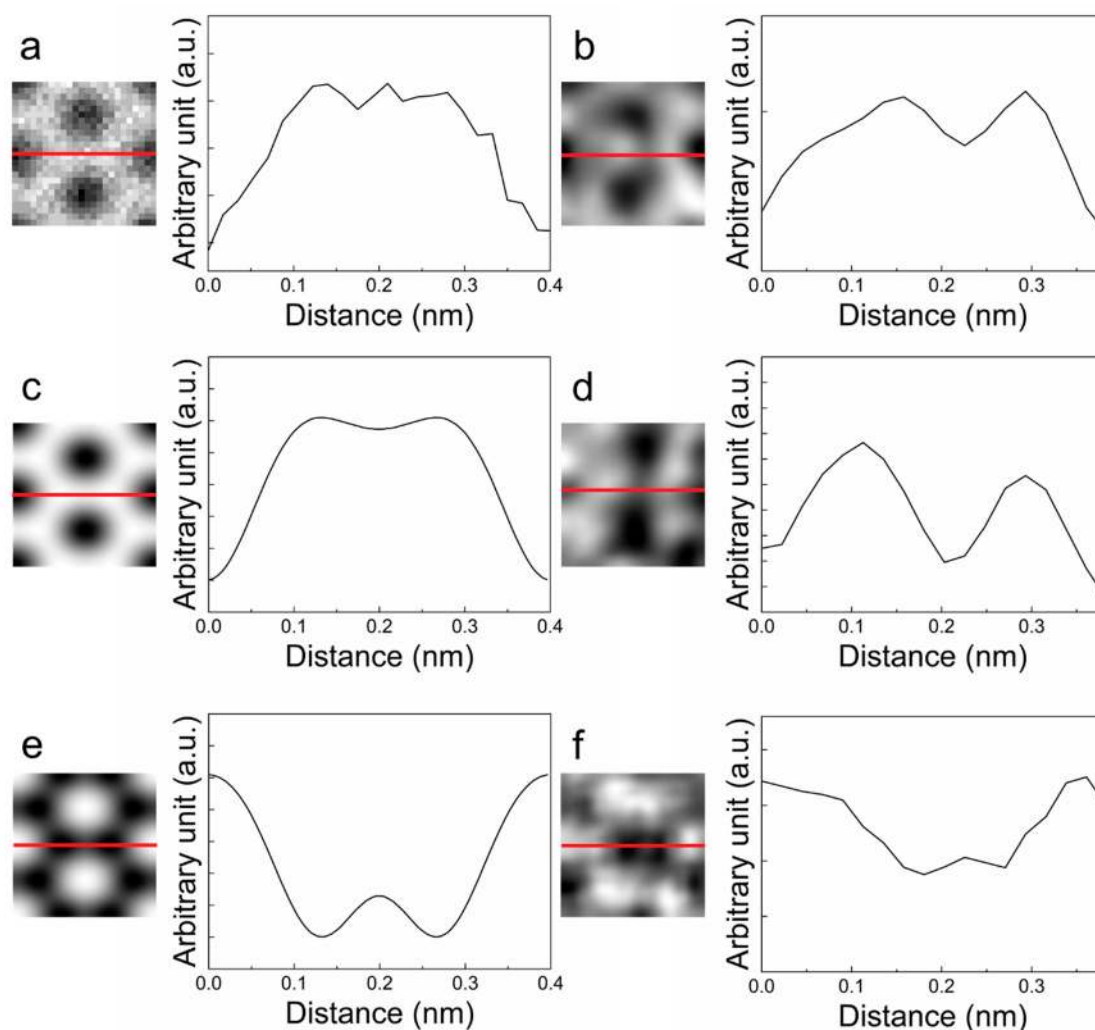 a
Arbitrary unit (a.u.)
0.0 0.1 0.2 0.3 0.4
Distance (nm)
b
Arbitrary unit (a.u.)
0.0 0.1 0.2 0.3
Distance (nm)
c
Arbitrary unit (a.u.)
0.0 0.1 0.2 0.3 0.4
Distance (nm)
d
Arbitrary unit (a.u.)
0.0 0.1 0.2 0.3
Distance (nm)
e
Arbitrary unit (a.u.)
0.0 0.1 0.2 0.3 0.4
Distance (nm)
f
Arbitrary unit (a.u.)
0.0 0.1 0.2 0.3
Distance (nm)